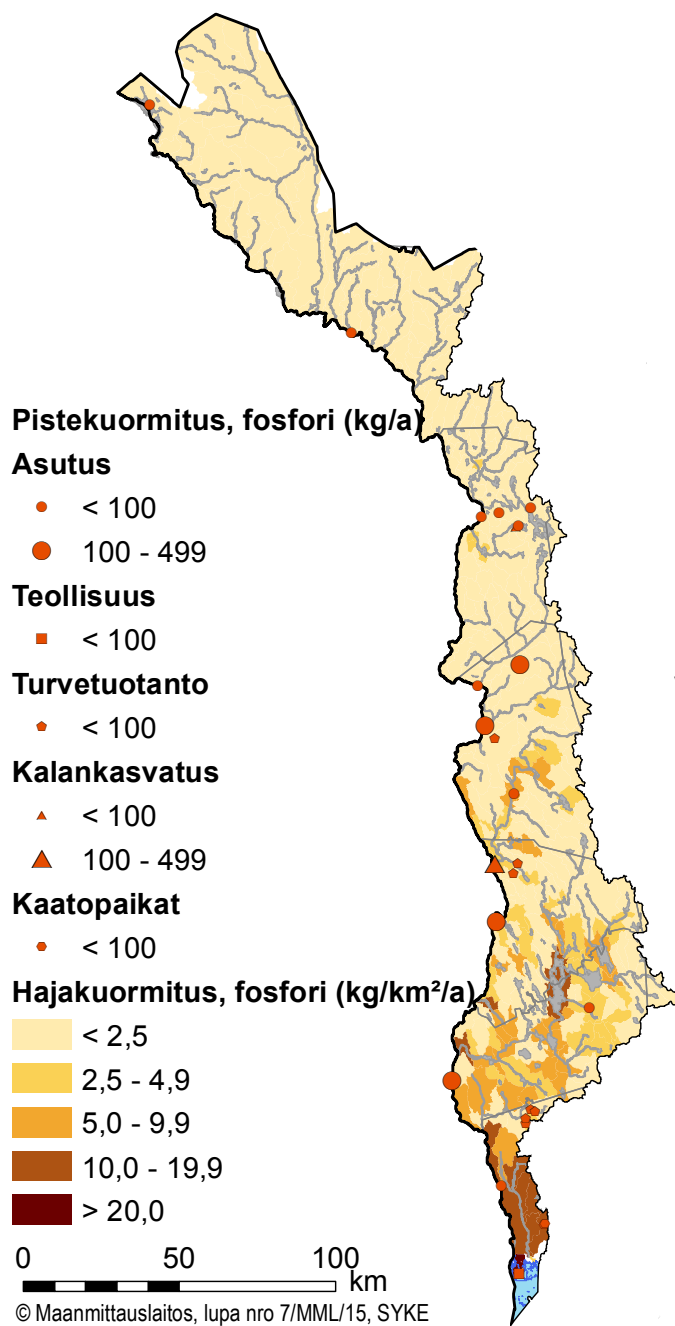 Pistekuormitus, fosfori (kg/a)
Asutus
< 100
100 - 499
Teollisuus
< 100
Turvetuotanto
< 100
Kalankasvatus
< 100
100 - 499
Kaatopaikat
< 100
Hajakuormitus, fosfori (kg/km²/a)
< 2,5
2,5 - 4,9
5,0 - 9,9
10,0 - 19,9
> 20,0
0 50 100
km
© Maanmittauslaitos, lupa nro 7/MML/15, SYKE